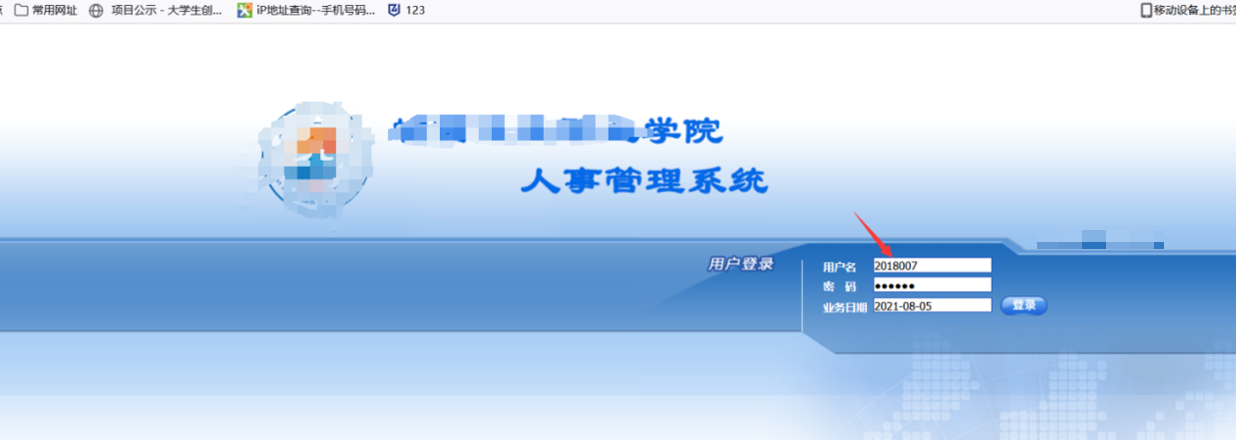 常用网址 项目公示 - 大学生创... iP地址查询--手机号码... 123 移动设备上的书签
学院
人事管理系统
用户登录
用户名 2018007
密 码 ●●●●●●
业务日期 2021-08-05 登录